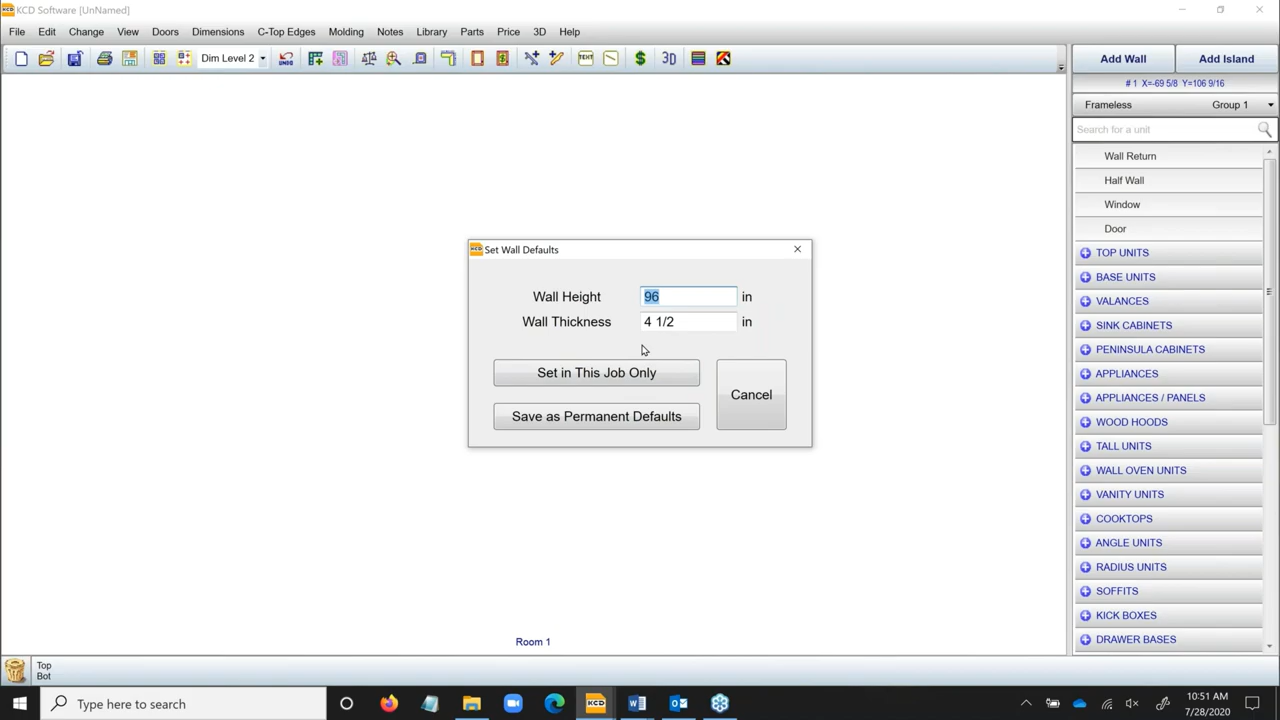 KCD Software [UnNamed]
File Edit Change View Doors Dimensions C-Top Edges Molding Notes Library Parts Price 3D Help
Dim Level 2 UNDO TEXT $ 3D
Add Wall Add Island
# 1 X=-69 5/8 Y=106 9/16
Frameless Group 1
Search for a unit
Wall Return
Half Wall
Window
Door
TOP UNITS
BASE UNITS
VALANCES
SINK CABINETS
PENINSULA CABINETS
APPLIANCES
APPLIANCES / PANELS
WOOD HOODS
TALL UNITS
WALL OVEN UNITS
VANITY UNITS
COOKTOPS
ANGLE UNITS
RADIUS UNITS
SOFFITS
KICK BOXES
DRAWER BASES
KCD Set Wall Defaults
Wall Height 96 in
Wall Thickness 4 1/2 in
Set in This Job Only
Save as Permanent Defaults
Cancel
Room 1
Top
Bot
Type here to search
KCD
10:51 AM
7/28/2020